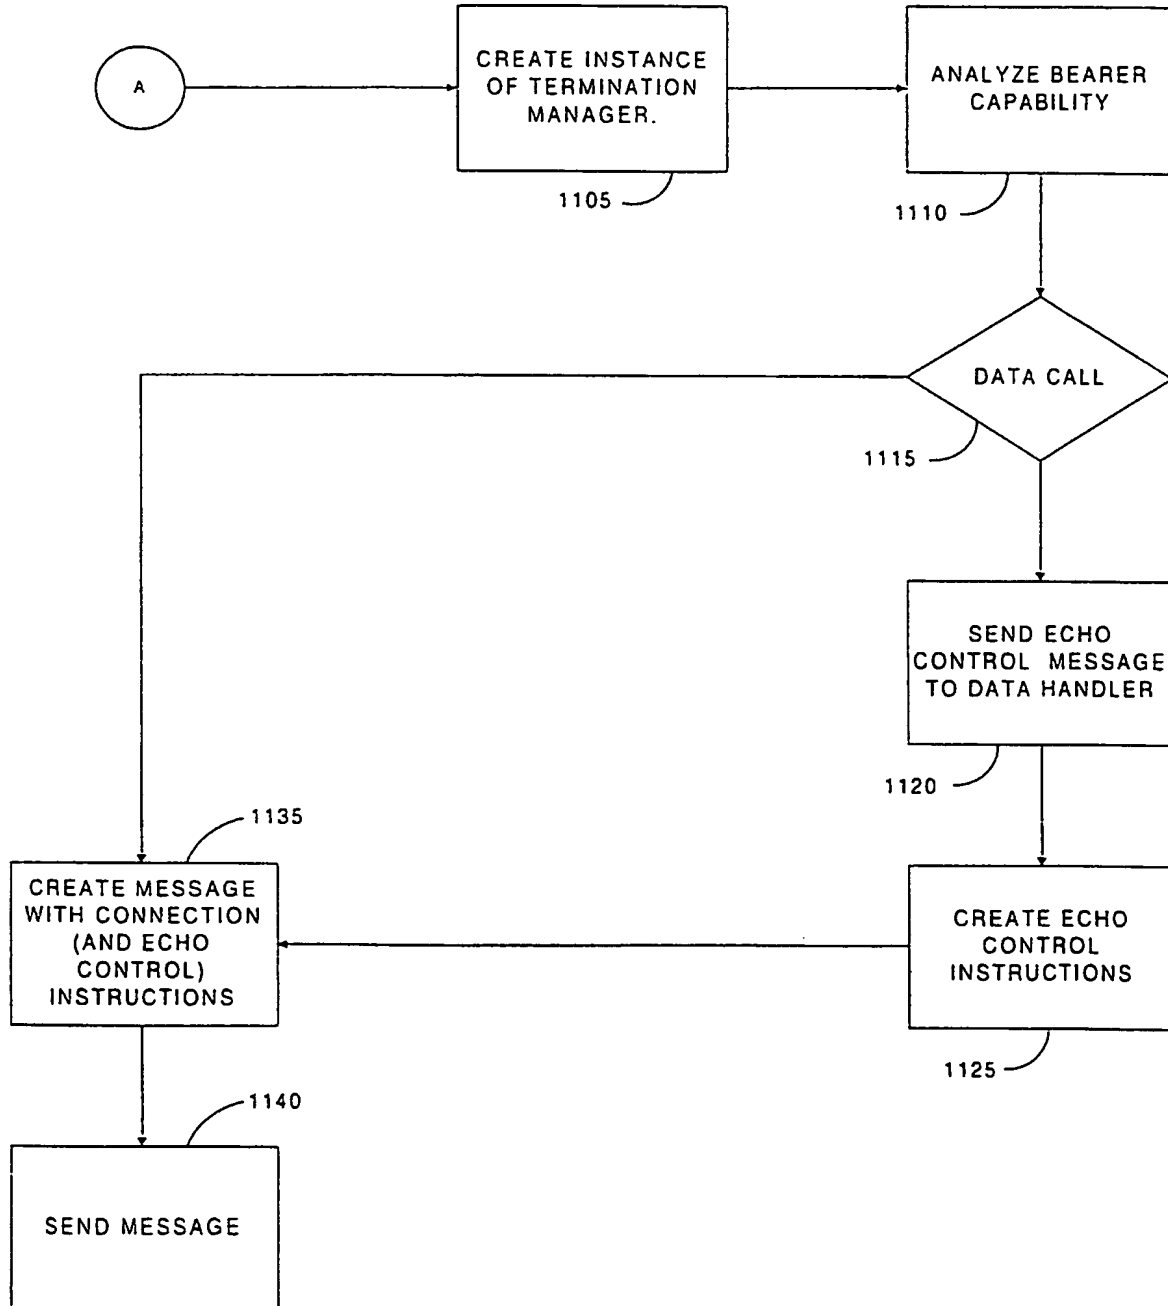 A
CREATE INSTANCE
OF TERMINATION
MANAGER.
1105
ANALYZE BEARER
CAPABILITY
1110
DATA CALL
1115
SEND ECHO
CONTROL MESSAGE
TO DATA HANDLER
1120
1135
CREATE MESSAGE
WITH CONNECTION
(AND ECHO
CONTROL)
INSTRUCTIONS
CREATE ECHO
CONTROL
INSTRUCTIONS
1125
1140
SEND MESSAGE